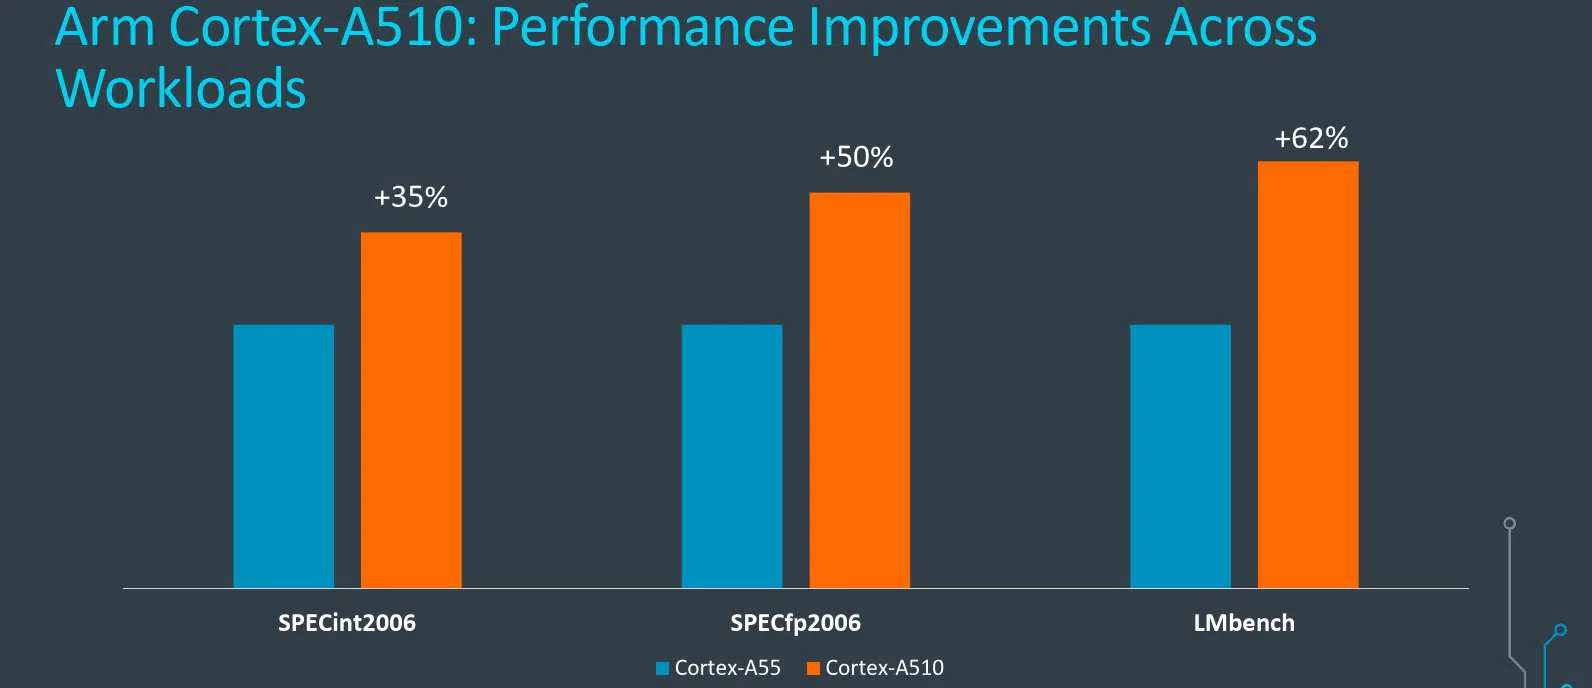 Arm Cortex-A510: Performance Improvements Across
Workloads
+35%
+50%
+62%
SPECint2006
SPECfp2006
LMbench
Cortex-A55
Cortex-A510